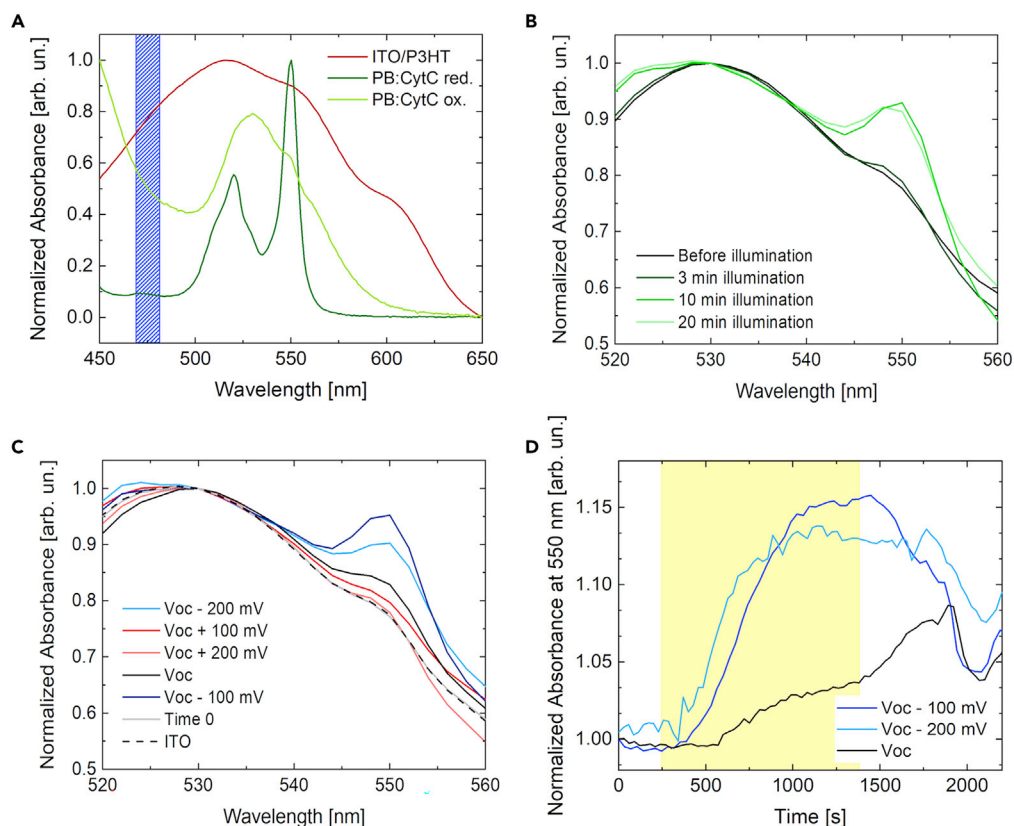 A
Normalized Absorbance [arb. un.]
1.0
0.8
0.6
0.4
0.2
0.0
ITO/P3HT
PB:CytC red.
PB:CytC ox.
450 500 550 600 650
Wavelength [nm]
B
Normalized Absorbance [arb. un.]
1.0
0.9
0.8
0.7
0.6
0.5
Before illumination
3 min illumination
10 min illumination
20 min illumination
520 530 540 550 560
Wavelength [nm]
C
Normalized Absorbance [arb. un.]
1.0
0.9
0.8
0.7
0.6
0.5
Voc - 200 mV
Voc + 100 mV
Voc + 200 mV
Voc
Voc - 100 mV
Time 0
ITO
520 530 540 550 560
Wavelength [nm]
D
Normalized Absorbance at 550 nm [arb. un.]
1.15
1.10
1.05
1.00
Voc - 100 mV
Voc - 200 mV
Voc
0 500 1000 1500 2000
Time [s]